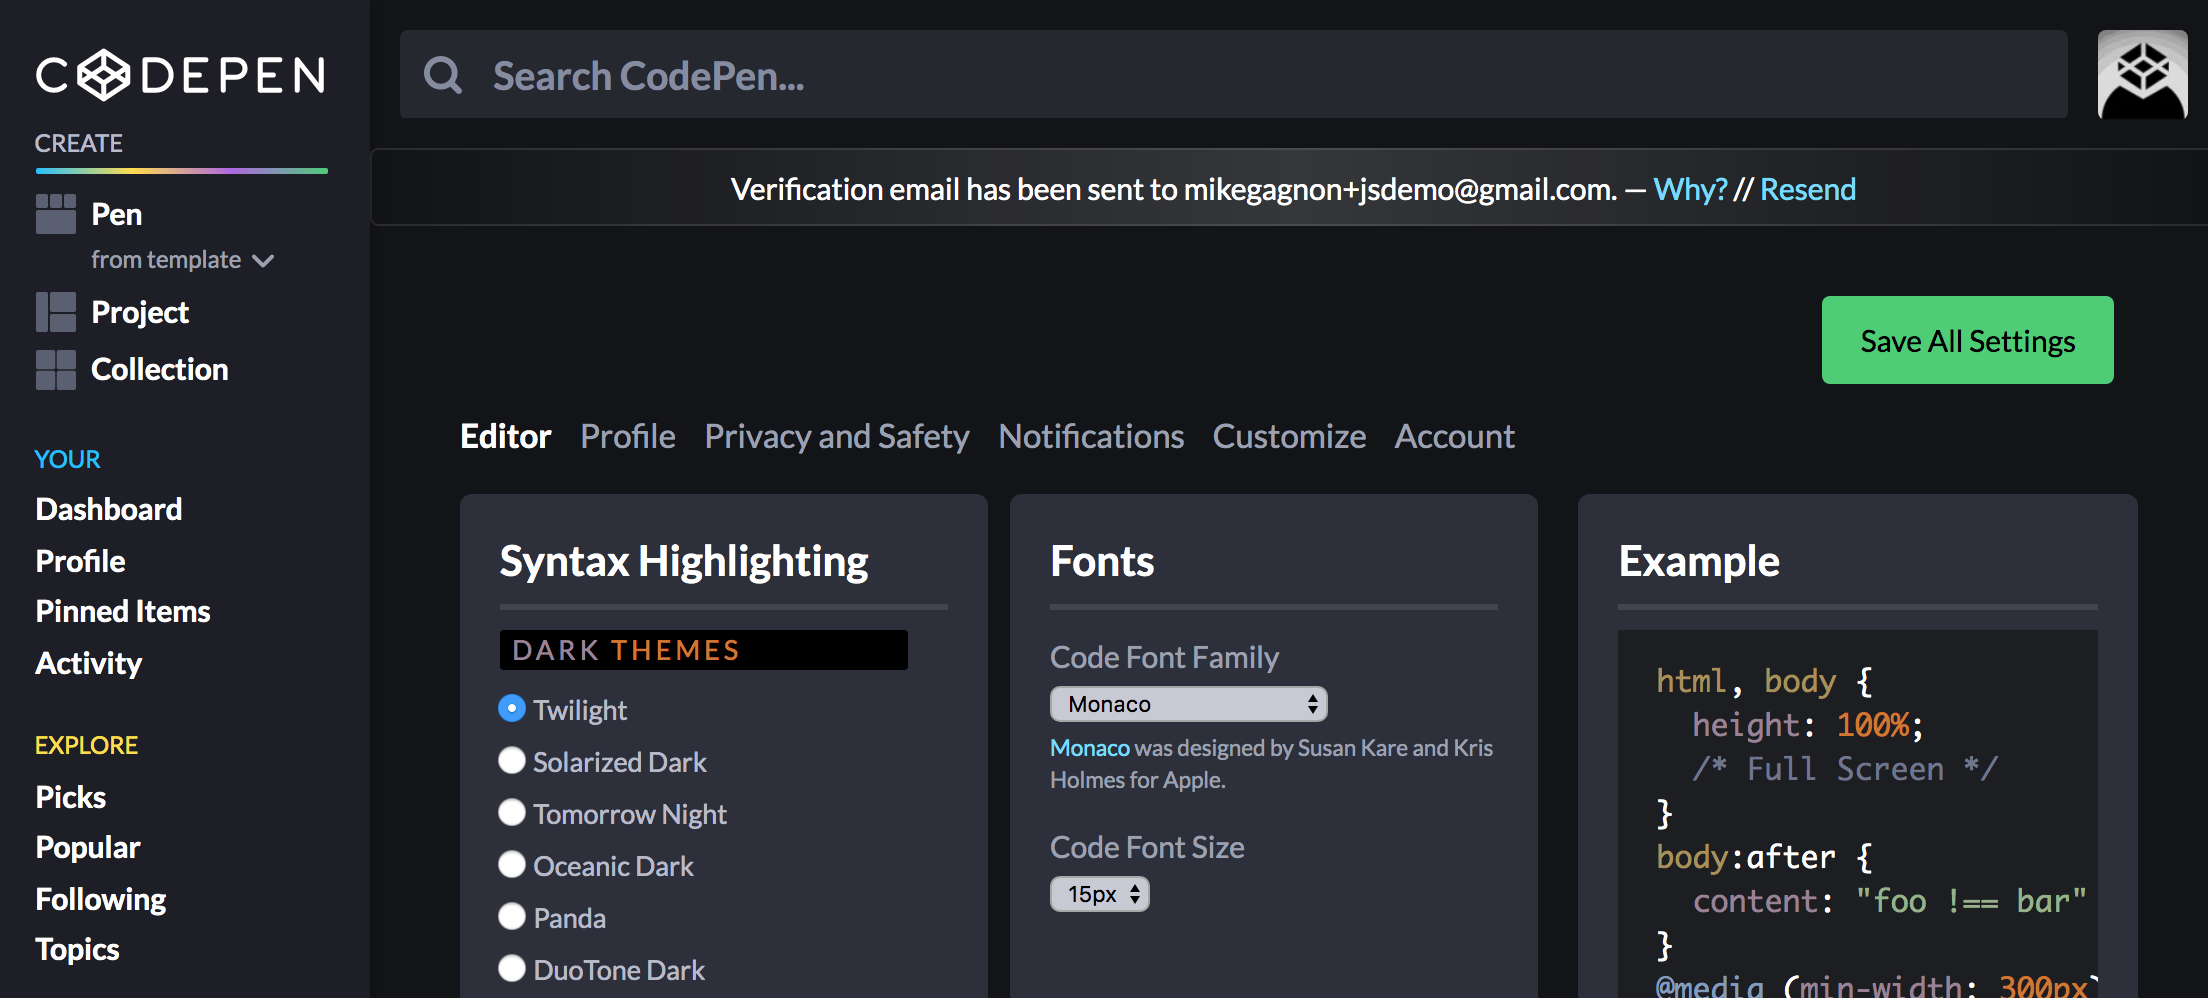 CODEPEN
CREATE
Pen
from template
Project
Collection
YOUR
Dashboard
Profile
Pinned Items
Activity
EXPLORE
Picks
Popular
Following
Topics
Search CodePen...
Verification email has been sent to mikegagnon+jsdemo@gmail.com. — Why? // Resend
Save All Settings
Editor Profile Privacy and Safety Notifications Customize Account
Syntax Highlighting
DARK THEMES
Twilight
Solarized Dark
Tomorrow Night
Oceanic Dark
Panda
DuoTone Dark
Fonts
Code Font Family
Monaco
Monaco was designed by Susan Kare and Kris
Holmes for Apple.
Code Font Size
15px
Example
html, body {
height: 100%;
/* Full Screen */
}
body:after {
content: "foo !== bar"
}
@media (min-width: 300px)